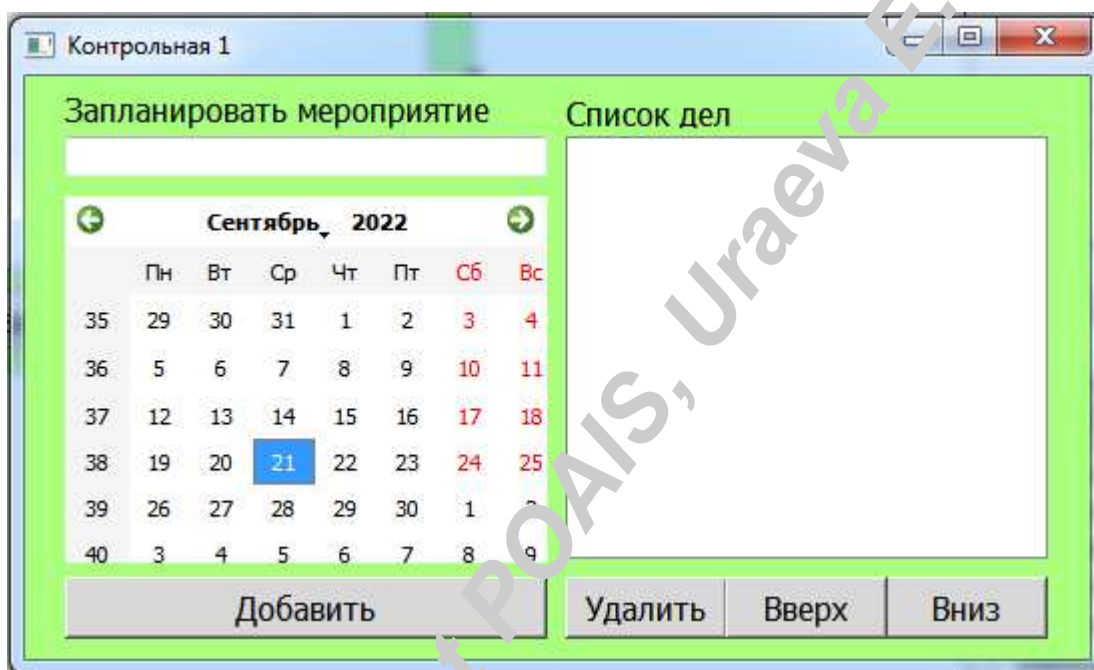 Контрольная 1
Запланировать мероприятие
Список дел
Сентябрь 2022
Пн Вт Ср Чт Пт Сб Вс
35 29 30 31 1 2 3 4
36 5 6 7 8 9 10 11
37 12 13 14 15 16 17 18
38 19 20 21 22 23 24 25
39 26 27 28 29 30 1
40 3 4 5 6 7 8 9
Добавить
Удалить Вверх Вниз
POAIS, Uraeva E.